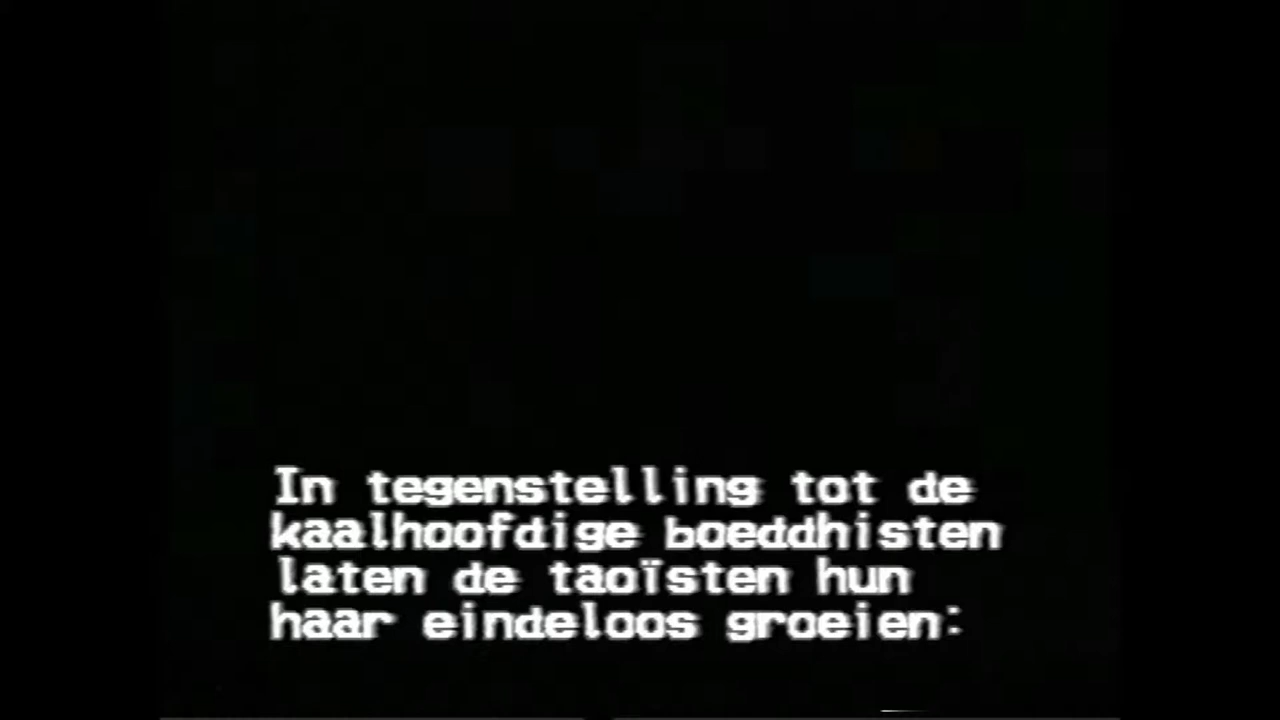 In tegenstelling tot de
kaalhoofdige boeddhisten
laten de taoïsten hun
haar eindeloos groeien: